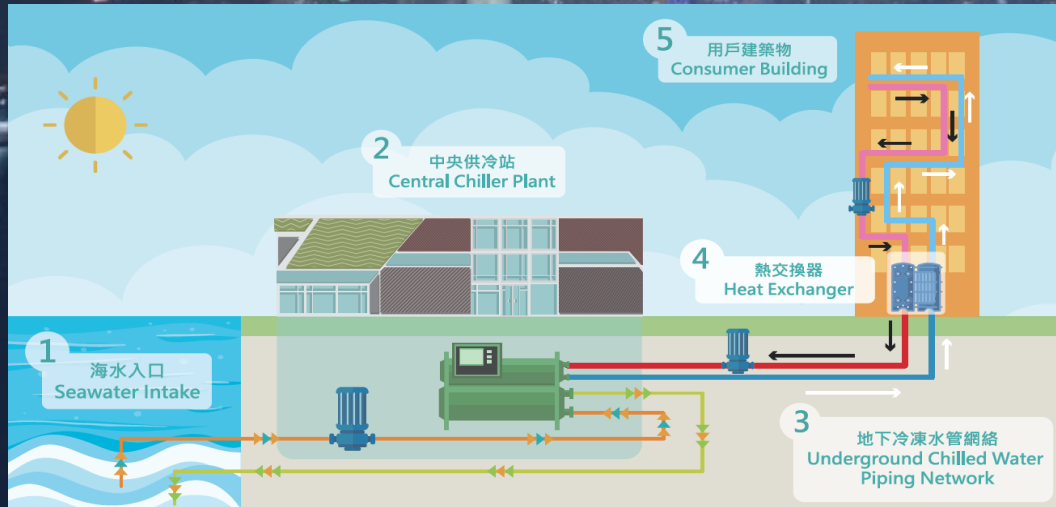 1
海水入口
Seawater Intake
2
中央供冷站
Central Chiller Plant
3
地下冷凍水管網絡
Underground Chilled Water
Piping Network
4
熱交換器
Heat Exchanger
5
用戶建築物
Consumer Building